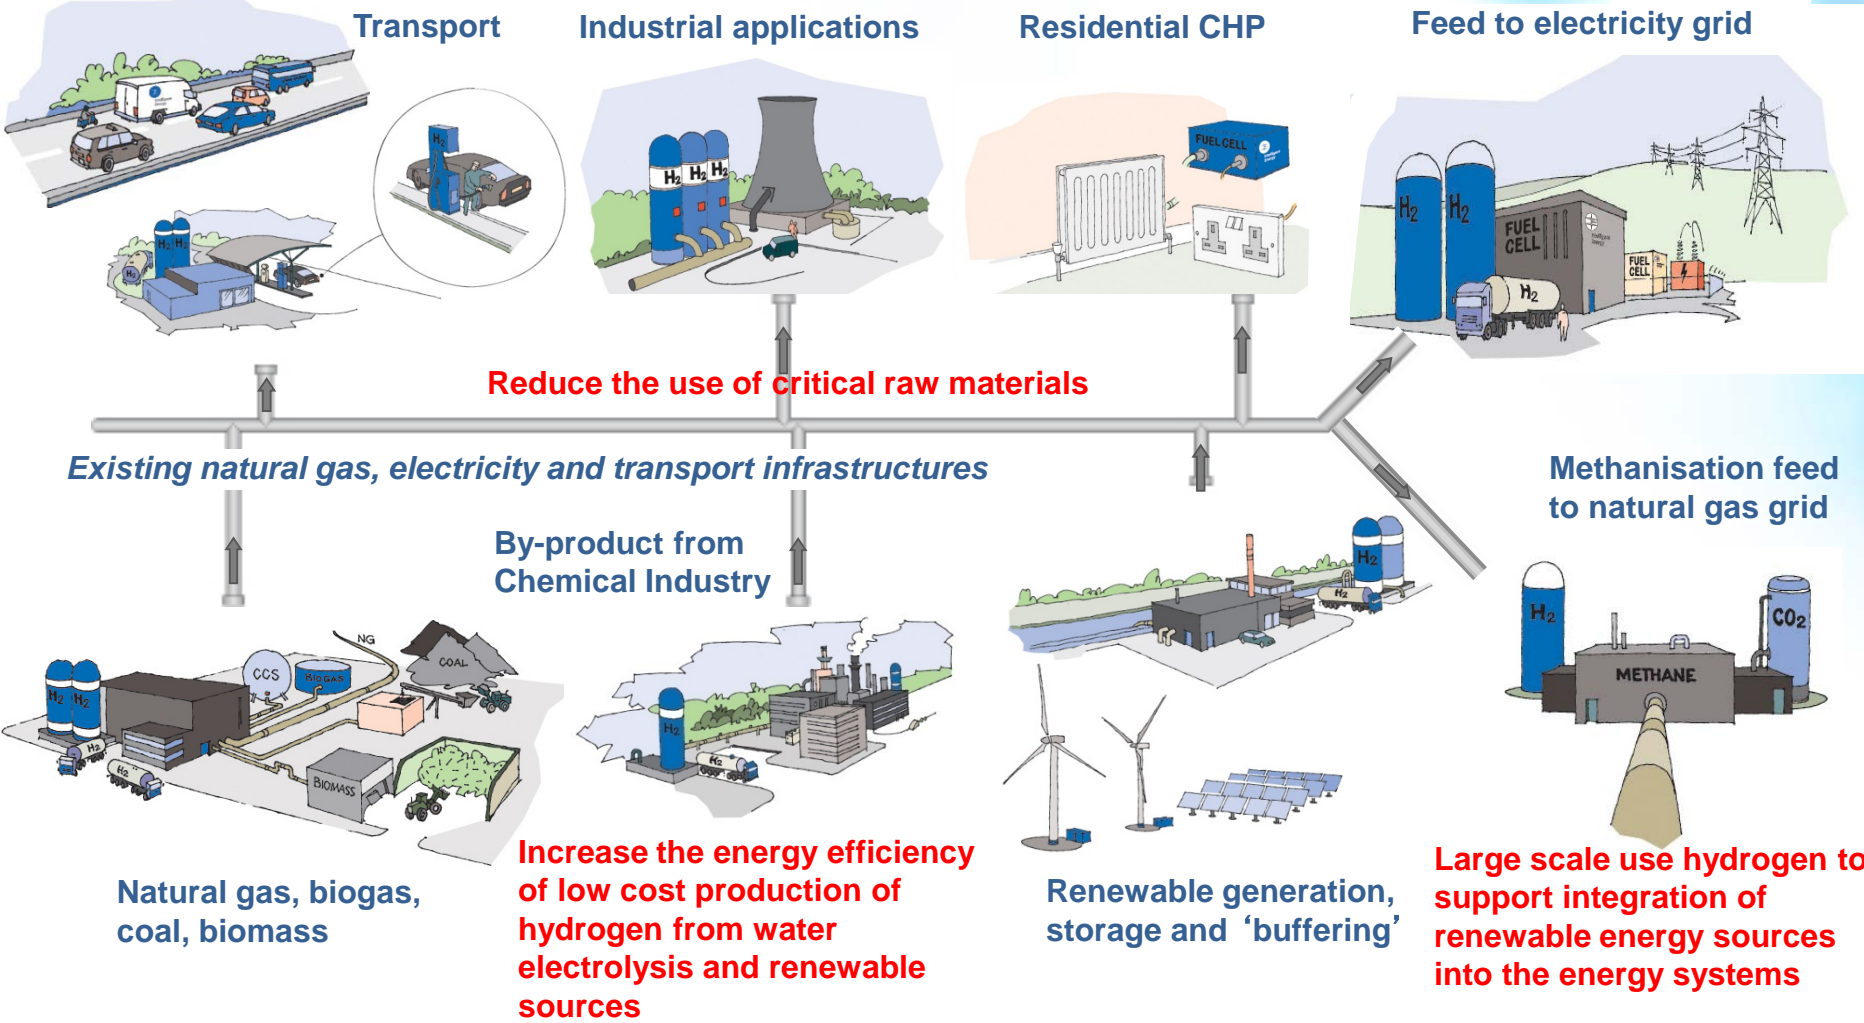 Transport
Industrial applications
Residential CHP
Feed to electricity grid
H2
H2
H2
H2
H2
H2
H2
FUEL CELL
H2
H2
FUEL
CELL
FUEL
CELL
H2
Reduce the use of critical raw materials
Existing natural gas, electricity and transport infrastructures
Methanisation feed
to natural gas grid
By-product from
Chemical Industry
H2
H2
H2
CO2
METHANE
NG
COAL
CCS
BIOGAS
H2
H2
H2
H2
BIOMASS
H2
H2
Natural gas, biogas,
coal, biomass
Increase the energy efficiency
of low cost production of
hydrogen from water
electrolysis and renewable
sources
Renewable generation,
storage and ‘buffering’
Large scale use hydrogen to
support integration of
renewable energy sources
into the energy systems